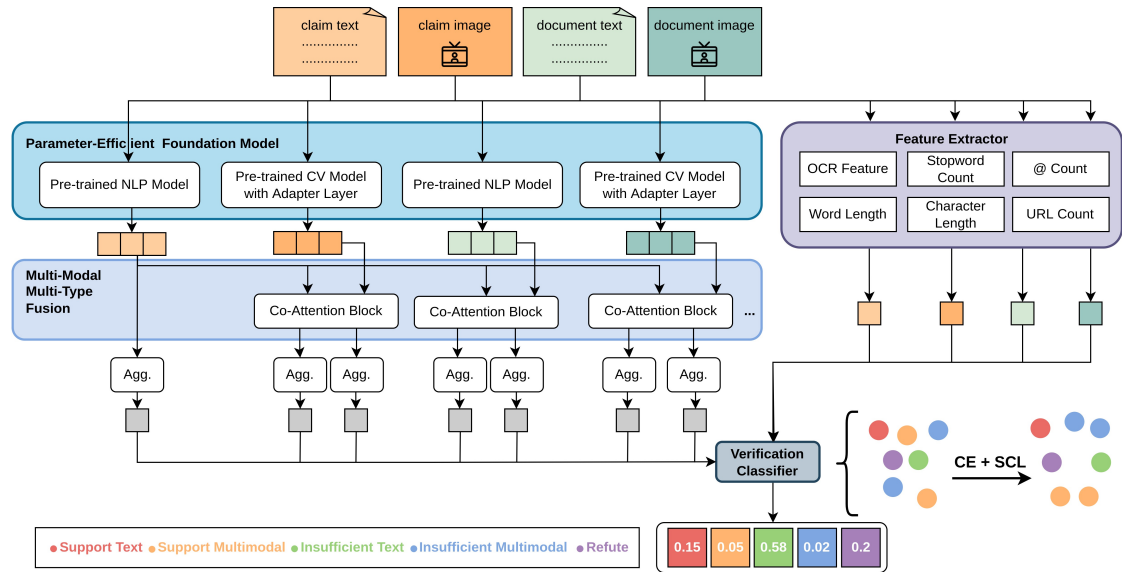 claim text
claim image
document text
document image
Parameter-Efficient Foundation Model
Pre-trained NLP Model
Pre-trained CV Model
with Adapter Layer
Pre-trained NLP Model
Pre-trained CV Model
with Adapter Layer
Feature Extractor
OCR Feature
Stopword
Count
@ Count
Word Length
Character
Length
URL Count
Multi-Modal
Multi-Type
Fusion
Co-Attention Block
Co-Attention Block
Co-Attention Block
...
Agg.
Agg.
Agg.
Agg.
Agg.
Agg.
Agg.
Verification
Classifier
CE + SCL
Support Text
Support Multimodal
Insufficient Text
Insufficient Multimodal
Refute
0.15
0.05
0.58
0.02
0.2